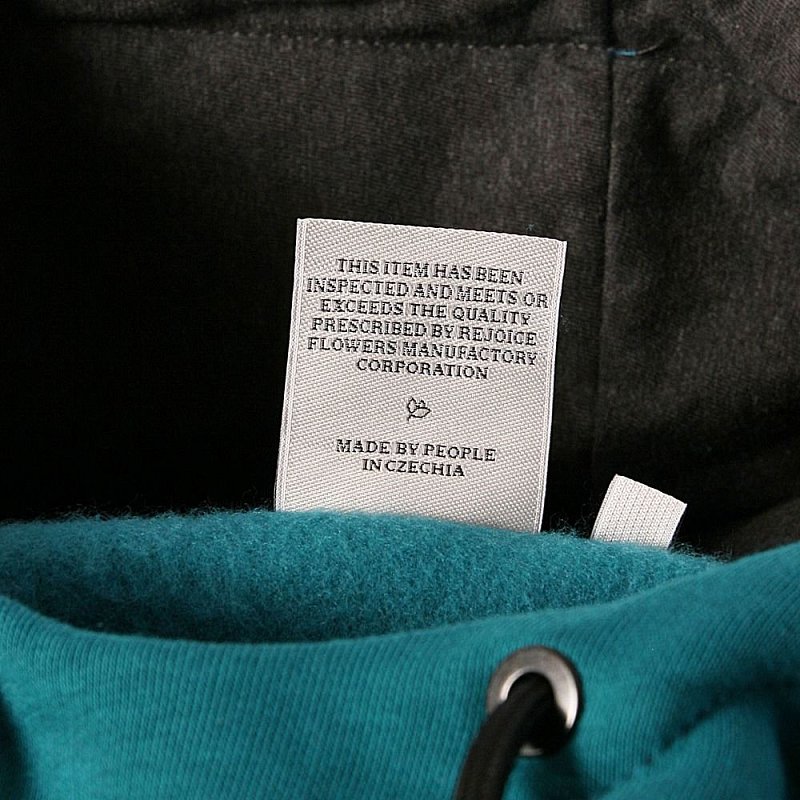 THIS ITEM HAS BEEN
INSPECTED AND MEETS OR
EXCEEDS THE QUALITY
PRESCRIBED BY REJOICE
FLOWERS MANUFACTORY
CORPORATION
MADE BY PEOPLE
IN CZECHIA